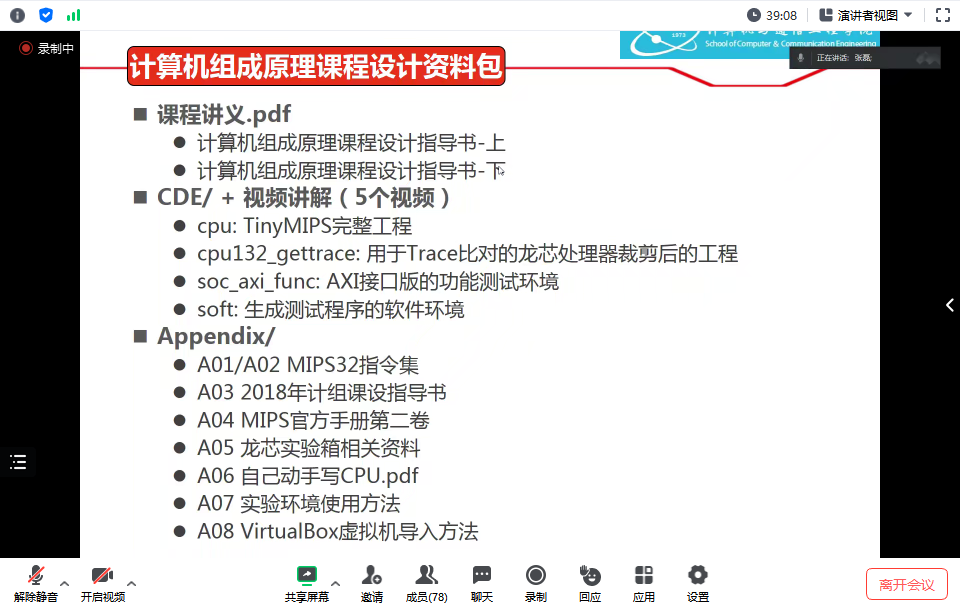 39:08
演讲者视图
录制中
1973
School of Computer & Communication Engineering
正在讲话: 张磊;
计算机组成原理课程设计资料包
课程讲义.pdf
计算机组成原理课程设计指导书-上
计算机组成原理课程设计指导书-下
CDE/ + 视频讲解（5个视频）
cpu: TinyMIPS完整工程
cpu132_gettrace: 用于Trace比对的龙芯处理器裁剪后的工程
soc_axi_func: AXI接口版的功能测试环境
soft: 生成测试程序的软件环境
Appendix/
A01/A02 MIPS32指令集
A03 2018年计组课设指导书
A04 MIPS官方手册第二卷
A05 龙芯实验箱相关资料
A06 自己动手写CPU.pdf
A07 实验环境使用方法
A08 VirtualBox虚拟机导入方法
解除静音
开启视频
共享屏幕
邀请
成员(78)
聊天
录制
回应
应用
设置
离开会议